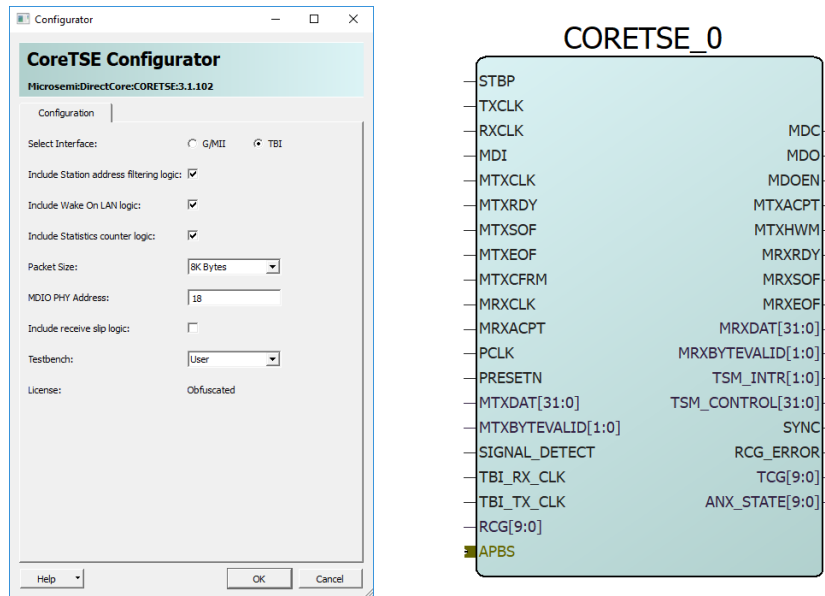 Configurator
CoreTSE Configurator
Microsemi:DirectCore:CORETSE:3.1.102
Configuration
Select Interface: G/MII TBI
Include Station address filtering logic:
Include Wake On LAN logic:
Include Statistics counter logic:
Packet Size: 8K Bytes
MDIO PHY Address: 18
Include receive slip logic:
Testbench: User
License: Obfuscated
Help OK Cancel
CORETSE_0
STBP
TXCLK
RXCLK MDC
MDI MDO
MTXCLK MDOEN
MTXRDY MTXACPT
MTXSOF MTXHWM
MTXEOF MRXRDY
MTXCFRM MRXSOF
MRXCLK MRXEOF
MRXACPT MRXDAT[31:0]
PCLK MRXBYTEVALID[1:0]
PRESETN TSM_INTR[1:0]
MTXDAT[31:0] TSM_CONTROL[31:0]
MTXBYTEVALID[1:0] SYNC
SIGNAL_DETECT RCG_ERROR
TBI_RX_CLK TCG[9:0]
TBI_TX_CLK ANX_STATE[9:0]
RCG[9:0]
APBS